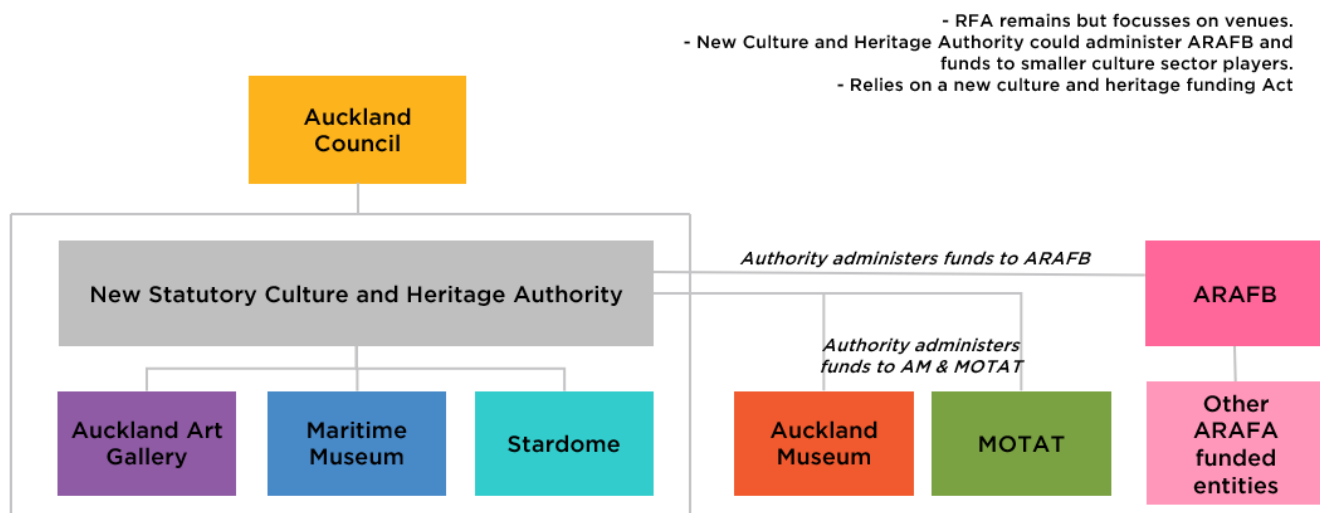 - RFA remains but focusses on venues.
- New Culture and Heritage Authority could administer ARAFB and
funds to smaller culture sector players.
- Relies on a new culture and heritage funding Act
Auckland
Council
New Statutory Culture and Heritage Authority
Authority administers funds to ARAFB
ARAFB
Authority administers
funds to AM & MOTAT
Auckland Art
Gallery
Maritime
Museum
Stardome
Auckland
Museum
MOTAT
Other
ARAFA
funded
entities